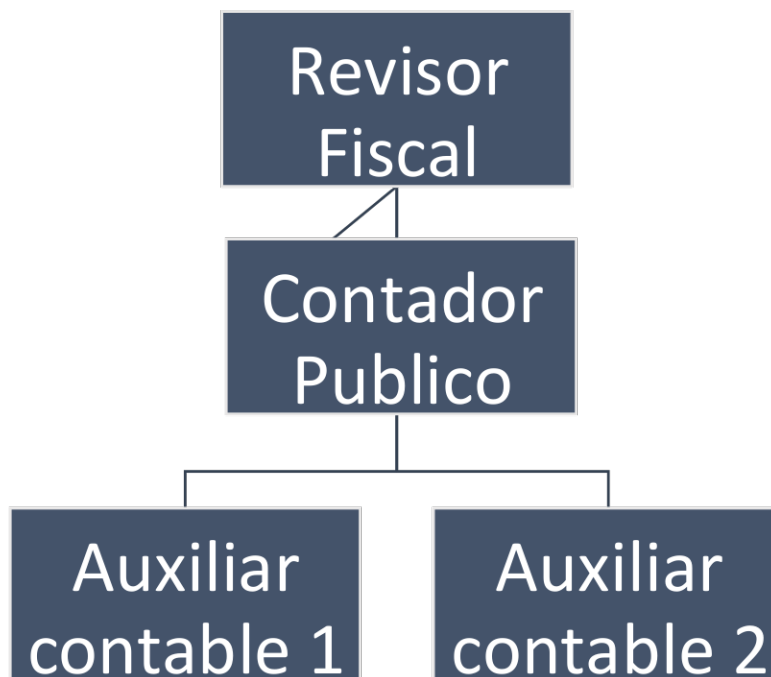 Revisor
Fiscal
Contador
Publico
Auxiliar
contable 1
Auxiliar
contable 2